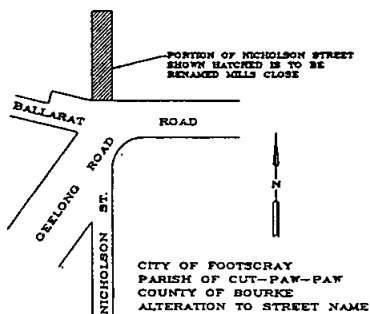 PORTION OF NICHOLSON STREET
SHOWN HATCHED IS TO BE
RENAMED MILLS CLOSE
BALLARAT ROAD
GEELONG ROAD
N
NICHOLSON ST.
CITY OF FOOTSCRAY
PARISH OF CUT-PAW-PAW
COUNTY OF BOURKE
ALTERATION TO STREET NAME